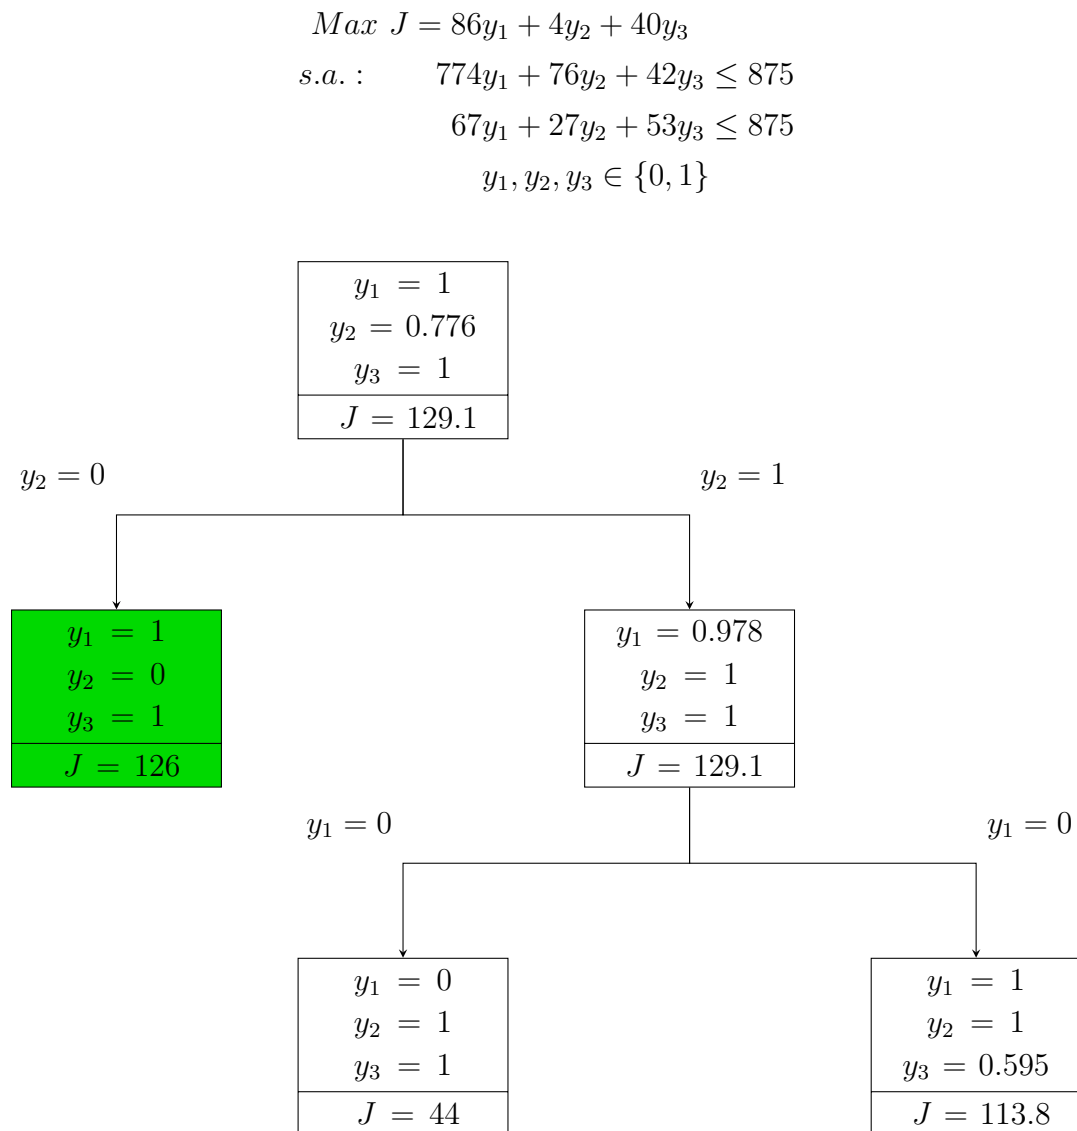 Max J = 86y₁ + 4y₂ + 40y₃
s.a. : 774y₁ + 76y₂ + 42y₃ ≤ 875
67y₁ + 27y₂ + 53y₃ ≤ 875
y₁, y₂, y₃ ∈ {0, 1}
y₁ = 1
y₂ = 0.776
y₃ = 1
J = 129.1
y₂ = 0
y₂ = 1
y₁ = 1
y₂ = 0
y₃ = 1
J = 126
y₁ = 0.978
y₂ = 1
y₃ = 1
J = 129.1
y₁ = 0
y₁ = 0
y₁ = 0
y₂ = 1
y₃ = 1
J = 44
y₁ = 1
y₂ = 1
y₃ = 0.595
J = 113.8